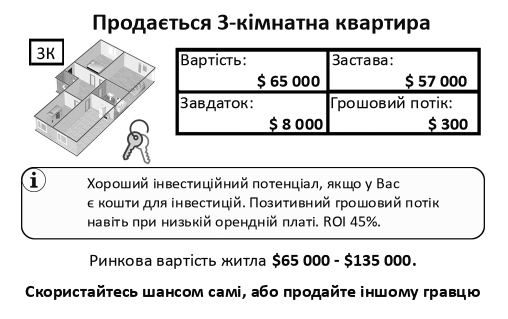 Продається 3-кімнатна квартира
3К
Вартість:
$ 65 000
Застава:
$ 57 000
Завдаток:
$ 8 000
Грошовий потік:
$ 300
i
Хороший інвестиційний потенціал, якщо у Вас
є кошти для інвестицій. Позитивний грошовий потік
навіть при низькій орендній платі. ROI 45%.
Ринкова вартість житла $65 000 - $135 000.
Скористайтесь шансом самі, або продайте іншому гравцю